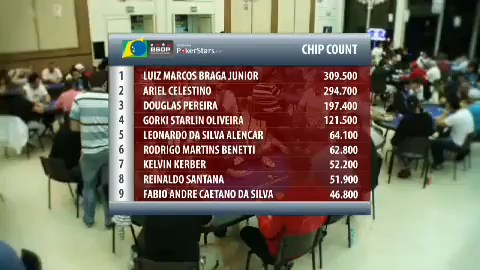 BSOP
PokerStars
CHIP COUNT
1 LUIZ MARCOS BRAGA JUNIOR 309.500
2 ARIEL CELESTINO 294.700
3 DOUGLAS PEREIRA 197.400
4 GORKI STARLIN OLIVEIRA 121.500
5 LEONARDO DA SILVA ALENCAR 64.100
6 RODRIGO MARTINS BENETTI 62.800
7 KELVIN KERBER 52.200
8 REINALDO SANTANA 51.900
9 FABIO ANDRE CAETANO DA SILVA 46.800